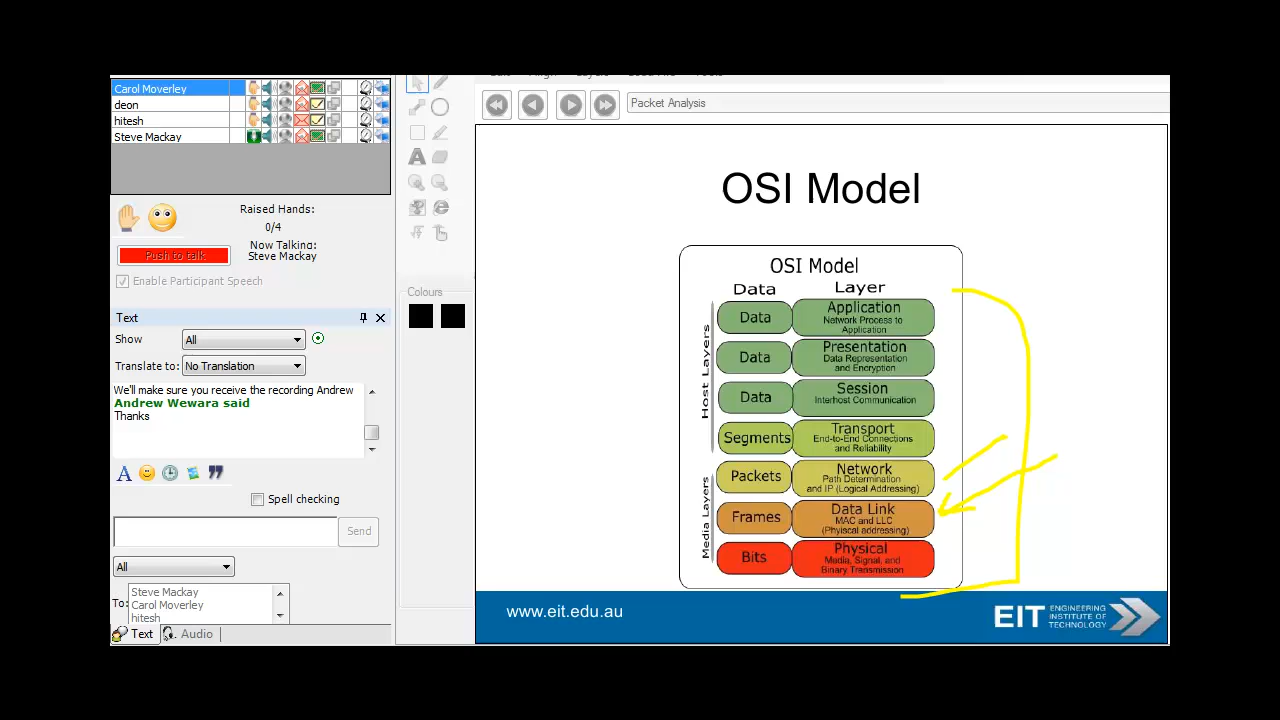 Carol Moverley
deon
hitesh
Steve Mackay
Raised Hands:
0/4
Now Talking:
Steve Mackay
Push to talk
Enable Participant Speech
Text
Show
All
Translate to:
No Translation
We'll make sure you receive the recording Andrew
Andrew Wewara said
Thanks
Spell checking
Send
All
To:
Steve Mackay
Carol Moverley
hitesh
Text
Audio
Colours
Packet Analysis
OSI Model
OSI Model
Data Layer
Host Layers
Data
Application
Network Process to
Application
Data
Presentation
Data Representation
and Encryption
Data
Session
Interhost Communication
Segments
Transport
End-to-End Connections
and Reliability
Media Layers
Packets
Network
Path Determination
and IP (Logical Addressing)
Frames
Data Link
MAC and LLC
(Phyiscal addressing)
Bits
Physical
Media, Signal, and
Binary Transmission
www.eit.edu.au
EIT
ENGINEERING
INSTITUTE OF
TECHNOLOGY